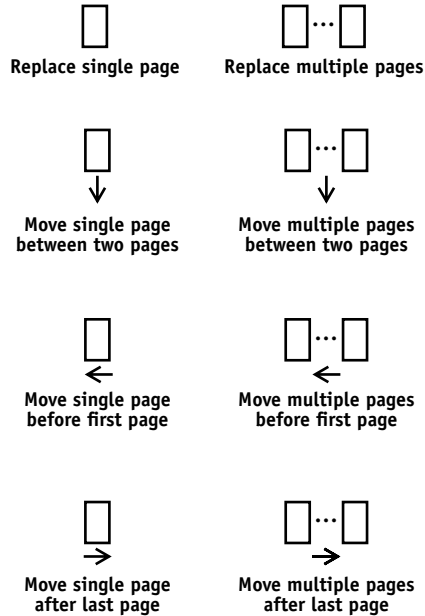 Replace single page
Replace multiple pages
Move single page
between two pages
Move multiple pages
between two pages
Move single page
before first page
Move multiple pages
before first page
Move single page
after last page
Move multiple pages
after last page